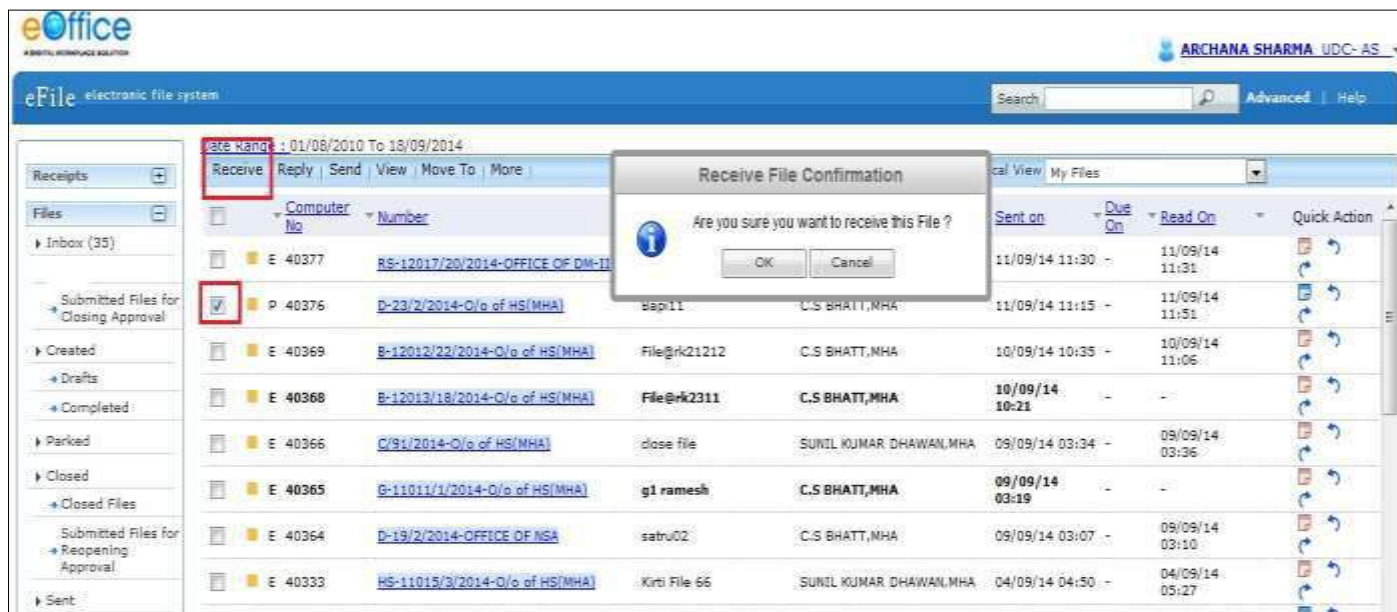 eOffice
A DIGITAL WORKPLACE SOLUTION
ARCHANA SHARMA UDC- AS
eFile electronic file system
Search
Advanced | Help
Date Range : 01/08/2010 To 18/09/2014
Receipts
Receive | Reply | Send | View | Move To | More
cal View My Files
Receive File Confirmation
Are you sure you want to receive this File ?
OK Cancel
Files
Inbox (35)
Submitted Files for Closing Approval
Created
Drafts
Completed
Parked
Closed
Closed Files
Submitted Files for Reopening Approval
Sent
Computer No Number Sent on Due On Read On Quick Action
E 40377 RS-12017/20/2014-OFFICE OF DM-II 11/09/14 11:30 - 11/09/14 11:31
P 40376 D-23/2/2014-O/o of HS(MHA) Bapi11 C.S BHATT,MHA 11/09/14 11:15 - 11/09/14 11:51
E 40369 B-12012/22/2014-O/o of HS(MHA) File@rk21212 C.S BHATT,MHA 10/09/14 10:35 - 10/09/14 11:06
E 40368 B-12013/18/2014-O/o of HS(MHA) File@rk2311 C.S BHATT,MHA 10/09/14 10:21 - -
E 40366 C/91/2014-O/o of HS(MHA) close file SUNIL KUMAR DHAWAN,MHA 09/09/14 03:34 - 09/09/14 03:36
E 40365 G-11011/1/2014-O/o of HS(MHA) g1 ramesh C.S BHATT,MHA 09/09/14 03:19 - -
E 40364 D-19/2/2014-OFFICE OF NSA satru02 C.S BHATT,MHA 09/09/14 03:07 - 09/09/14 03:10
E 40333 HS-11015/3/2014-O/o of HS(MHA) Kirti File 66 SUNIL KUMAR DHAWAN,MHA 04/09/14 04:50 - 04/09/14 05:27